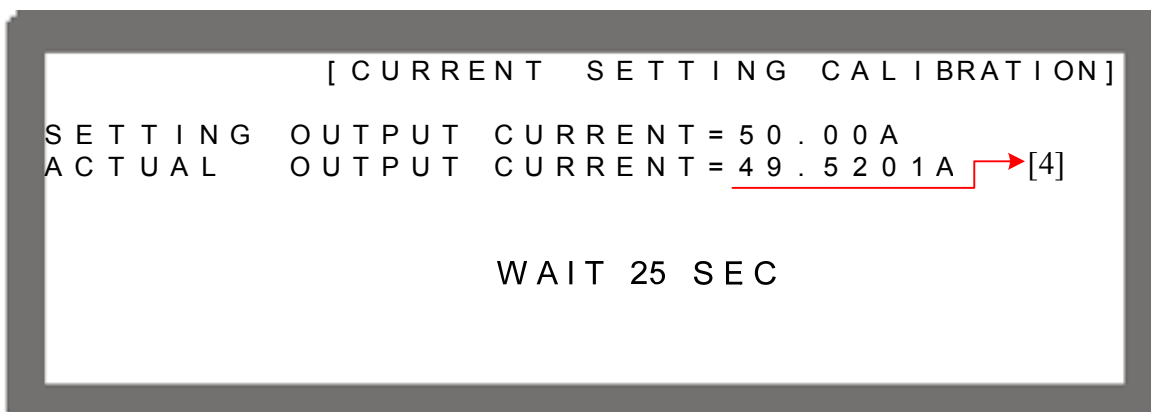 [CURRENT SETTING CALIBRATION]
SETTING OUTPUT CURRENT=50.00A
ACTUAL OUTPUT CURRENT=49.5201A [4]
WAIT 25 SEC